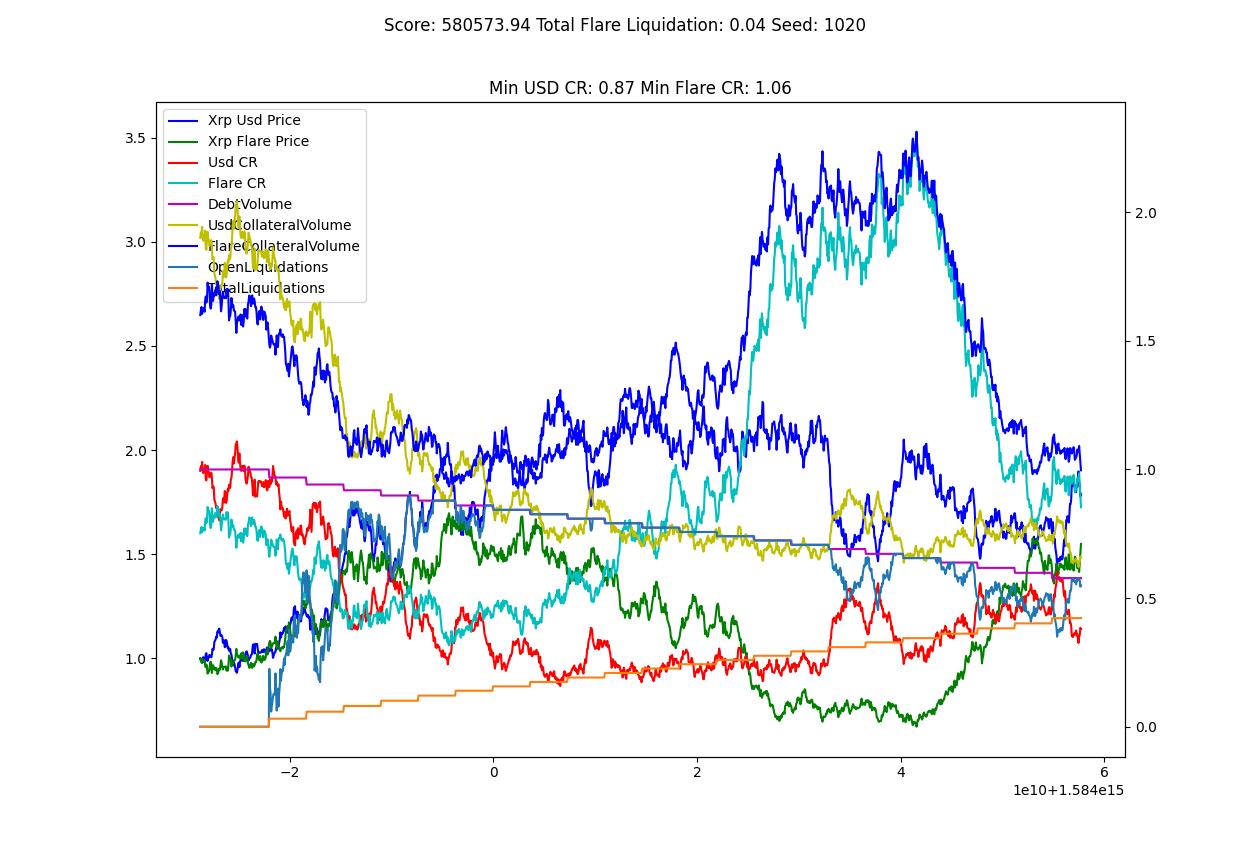 Score: 580573.94 Total Flare Liquidation: 0.04 Seed: 1020
Min USD CR: 0.87 Min Flare CR: 1.06
Xrp Usd Price
Xrp Flare Price
Usd CR
Flare CR
DebtVolume
UsdCollateralVolume
FlareCollateralVolume
OpenLiquidations
TotalLiquidations
3.5
3.0
2.5
2.0
1.5
1.0
2.0
1.5
1.0
0.5
0.0
−2
0
2
4
6
1e10+1.584e15